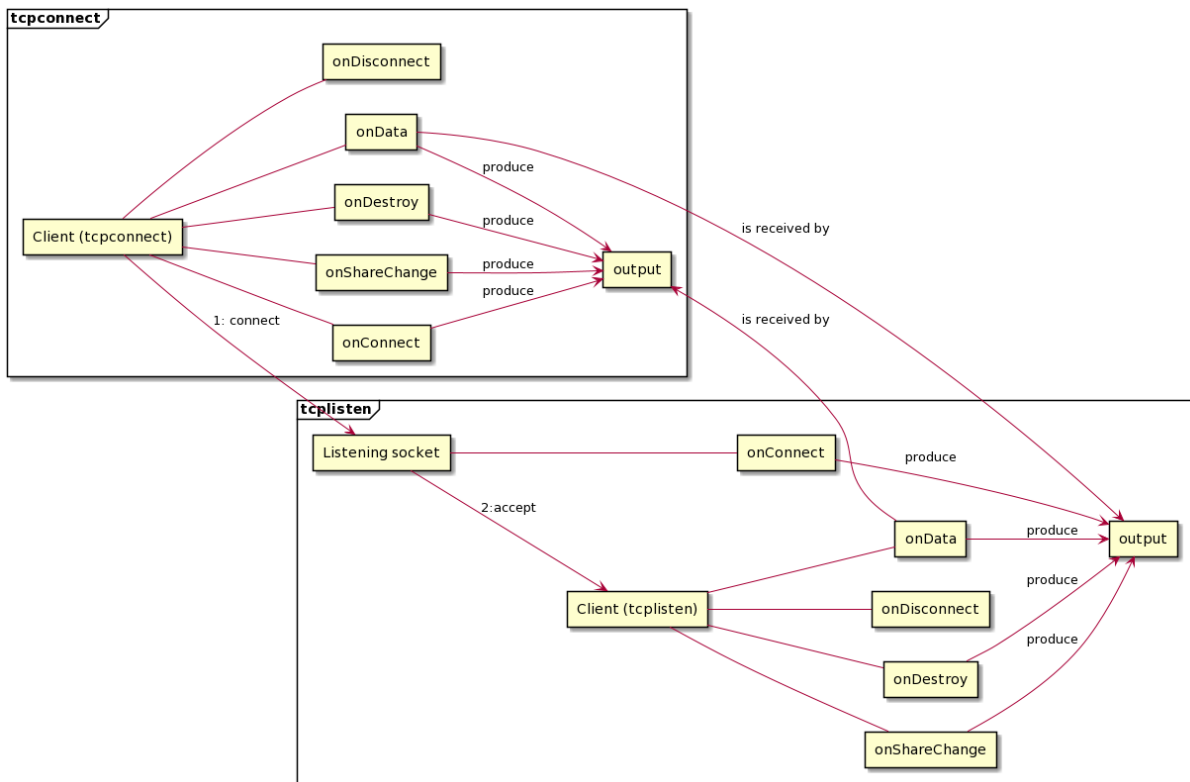 tcpconnect
onDisconnect
onData
produce
onDestroy
is received by
produce
Client (tcpconnect)
onShareChange
produce
output
produce
1: connect
is received by
onConnect
tcplisten
Listening socket
onConnect
produce
2:accept
onData
produce
output
produce
Client (tcplisten)
onDisconnect
produce
onDestroy
onShareChange